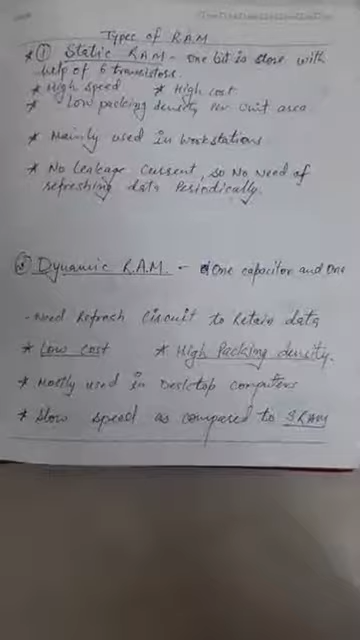 Types of R.A.M
* ① Static RAM - one bit is store with
help of 6 transistors.
* High speed * High cost
* Low packing density Per unit area
* Mainly used in workstations
* No Leakage current, so No Need of
refreshing data Periodically.
② Dynamic R.A.M. - One capacitor and one
- Need Refresh Circuit to Retain data
* Low cost * High Packing density.
* Mostly used in Desktop computers
* Slow speed as compared to SRAM